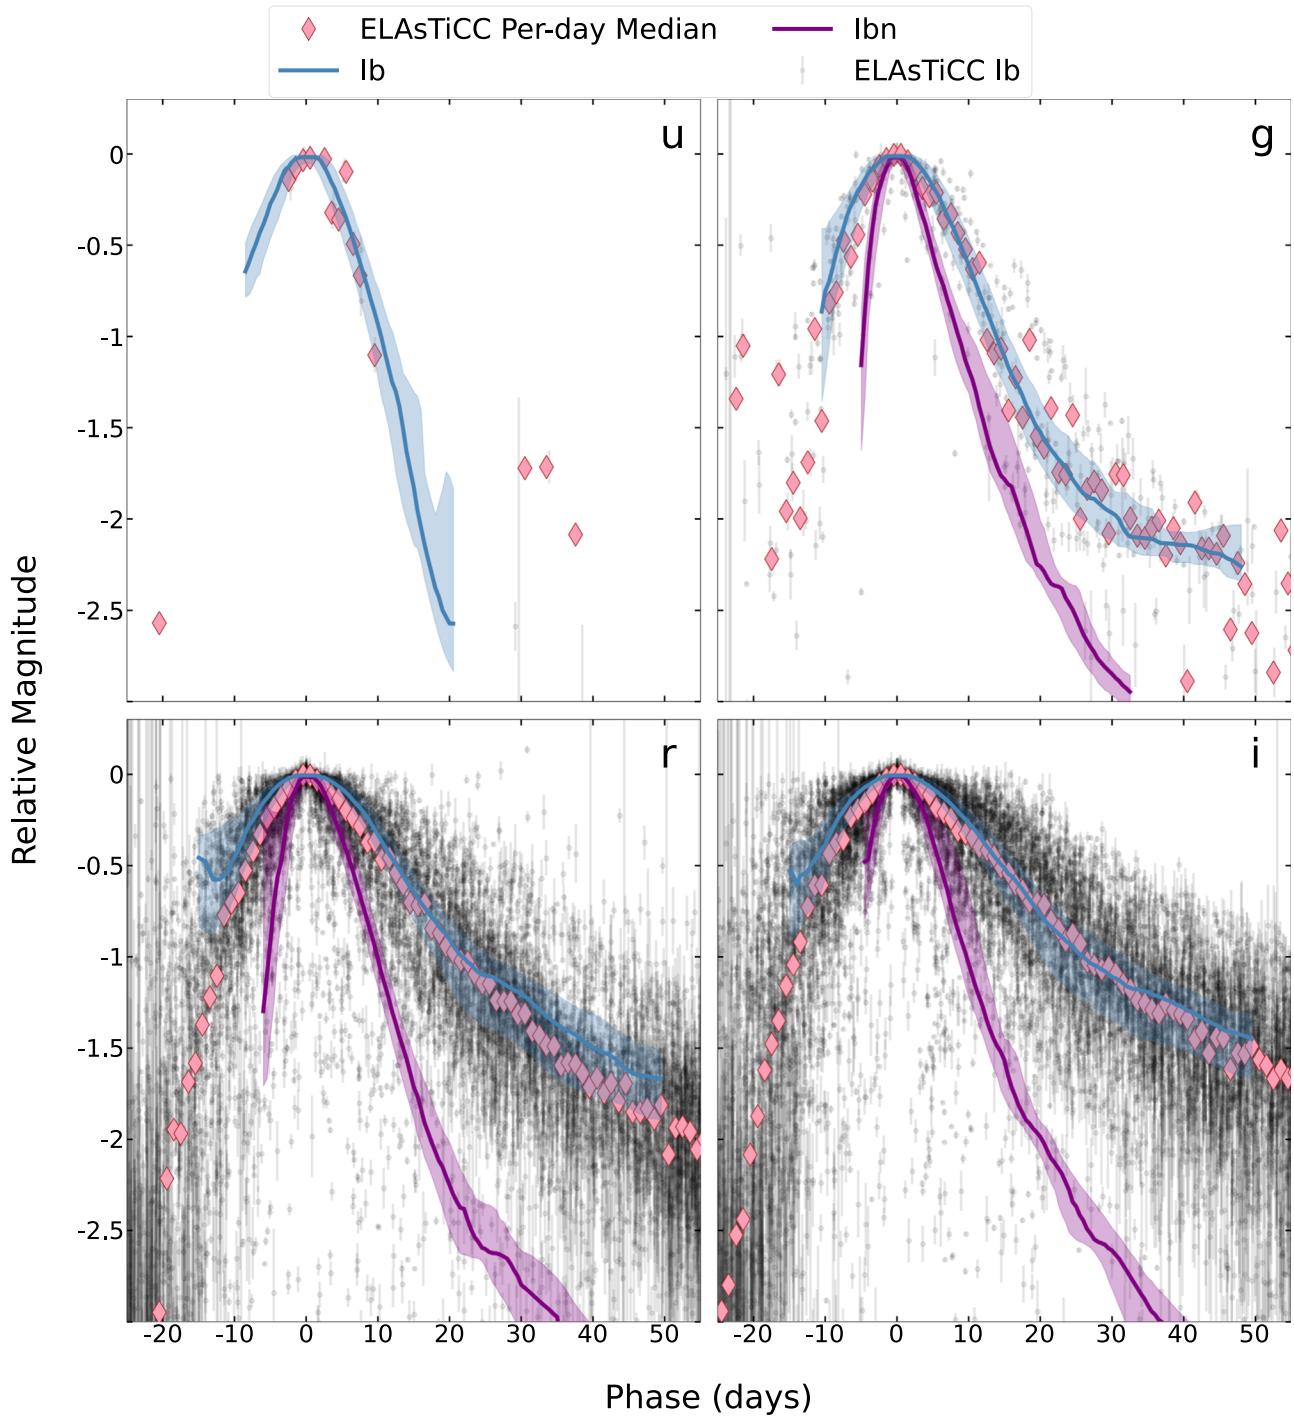 ELAsTiCC Per-day Median
Ibn
Ib
ELAsTiCC Ib
u
g
0
-0.5
-1
-1.5
-2
-2.5
Relative Magnitude
r
i
0
-0.5
-1
-1.5
-2
-2.5
-20 -10 0 10 20 30 40 50
-20 -10 0 10 20 30 40 50
Phase (days)